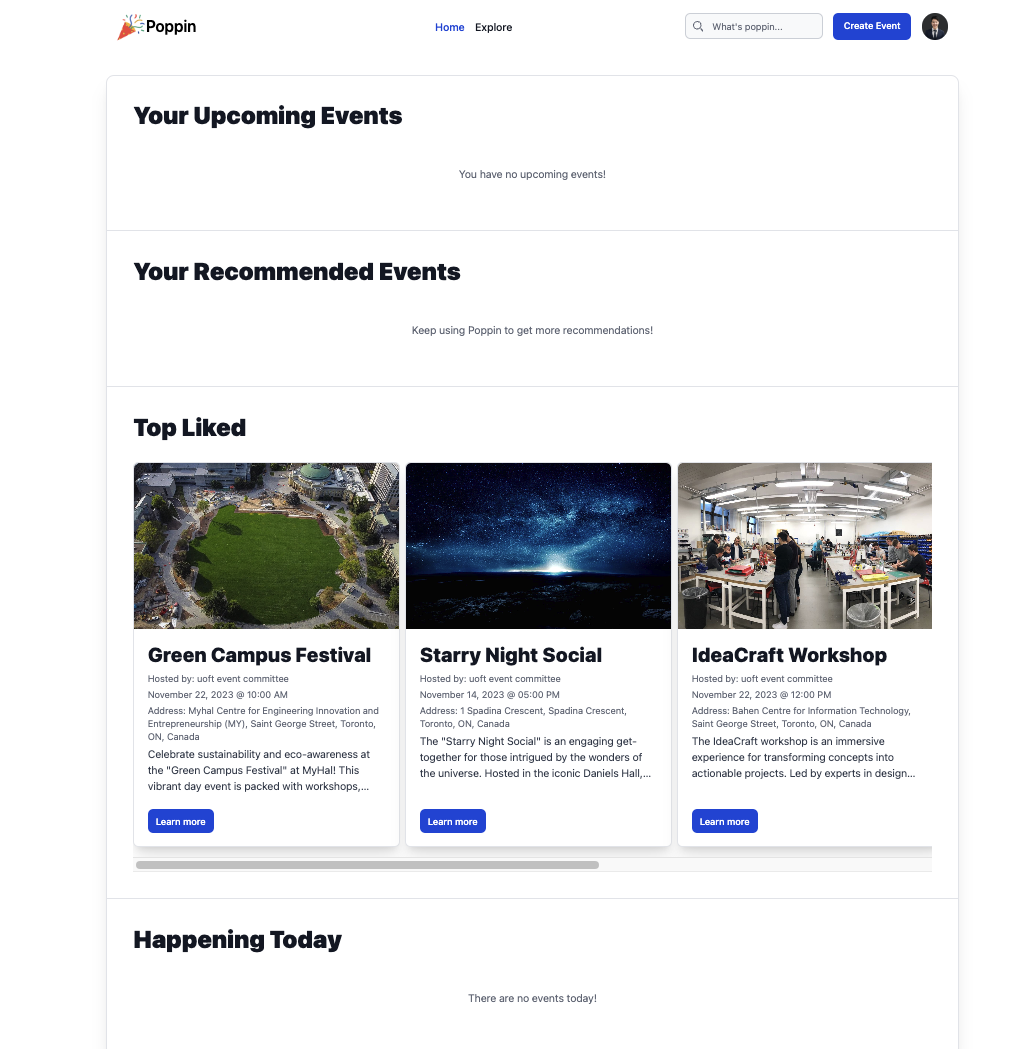 Poppin
Home Explore
What's poppin...
Create Event
Your Upcoming Events
You have no upcoming events!
Your Recommended Events
Keep using Poppin to get more recommendations!
Top Liked
Green Campus Festival
Hosted by: uoft event committee
November 22, 2023 @ 10:00 AM
Address: Myhal Centre for Engineering Innovation and
Entrepreneurship (MY), Saint George Street, Toronto,
ON, Canada
Celebrate sustainability and eco-awareness at
the "Green Campus Festival" at MyHal! This
vibrant day event is packed with workshops,...
Learn more
Starry Night Social
Hosted by: uoft event committee
November 14, 2023 @ 05:00 PM
Address: 1 Spadina Crescent, Spadina Crescent,
Toronto, ON, Canada
The "Starry Night Social" is an engaging get-
together for those intrigued by the wonders of
the universe. Hosted in the iconic Daniels Hall,...
Learn more
IdeaCraft Workshop
Hosted by: uoft event committee
November 22, 2023 @ 12:00 PM
Address: Bahen Centre for Information Technology,
Saint George Street, Toronto, ON, Canada
The IdeaCraft workshop is an immersive
experience for transforming concepts into
actionable projects. Led by experts in design...
Learn more
Happening Today
There are no events today!